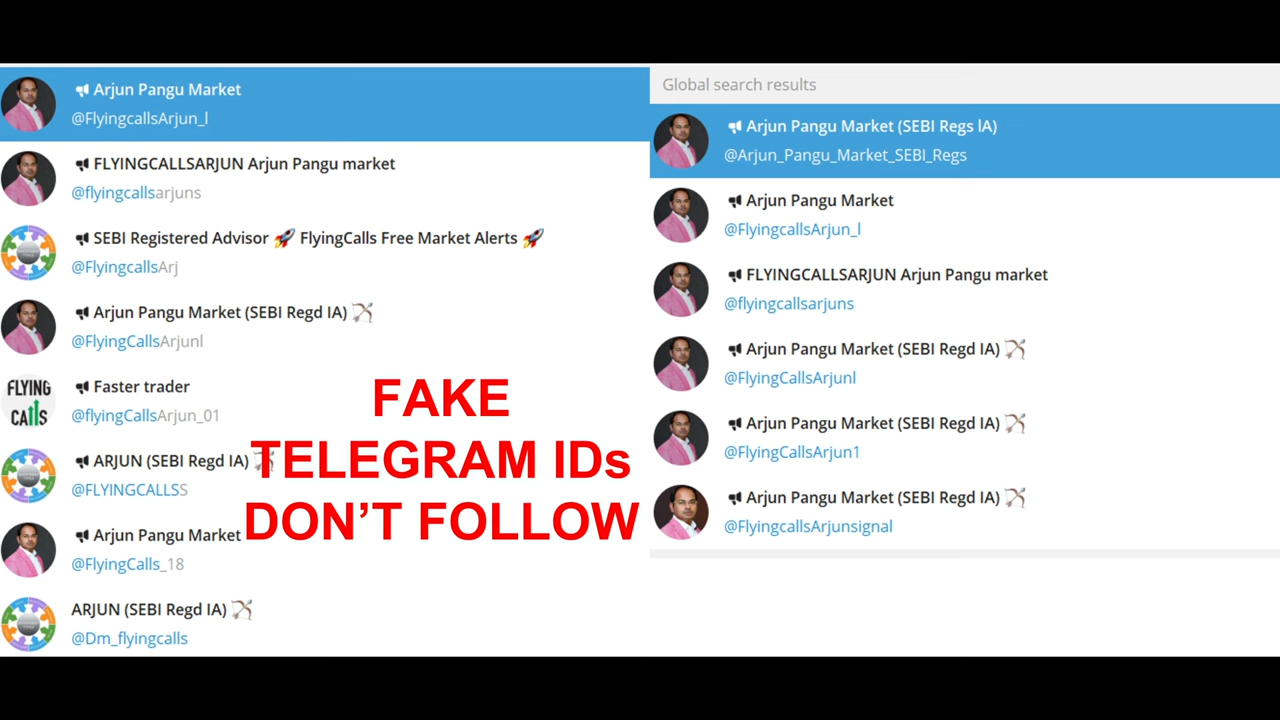 Arjun Pangu Market
@FlyingcallsArjun_l
FLYINGCALLSARJUN Arjun Pangu market
@flyingcallsarjuns
SEBI Registered Advisor 🚀 FlyingCalls Free Market Alerts 🚀
@FlyingcallsArj
Arjun Pangu Market (SEBI Regd IA) 🏹
@FlyingCallsArjunl
FLYING
CALLS
Faster trader
@flyingCallsArjun_01
ARJUN (SEBI Regd IA) 🏹
@FLYINGCALLSS
Arjun Pangu Market
@FlyingCalls_18
ARJUN (SEBI Regd IA) 🏹
@Dm_flyingcalls
FAKE
TELEGRAM IDs
DON’T FOLLOW
Global search results
Arjun Pangu Market (SEBI Regs lA)
@Arjun_Pangu_Market_SEBI_Regs
Arjun Pangu Market
@FlyingcallsArjun_l
FLYINGCALLSARJUN Arjun Pangu market
@flyingcallsarjuns
Arjun Pangu Market (SEBI Regd IA) 🏹
@FlyingCallsArjunl
Arjun Pangu Market (SEBI Regd IA) 🏹
@FlyingCallsArjun1
Arjun Pangu Market (SEBI Regd IA) 🏹
@FlyingcallsArjunsignal